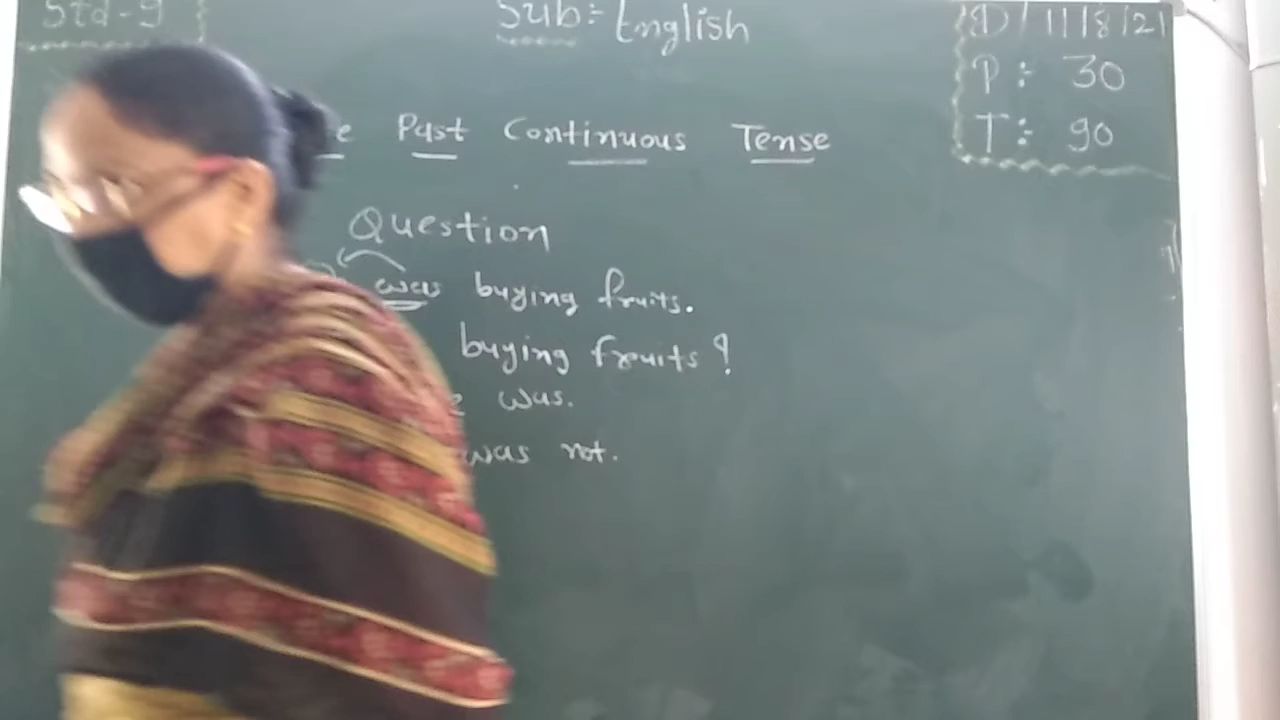 Std-9
Sub:- English
D / 11/8/21
P : 30
T : 90
Past Continuous Tense
Question
was buying fruits.
buying fruits ?
was.
was not.